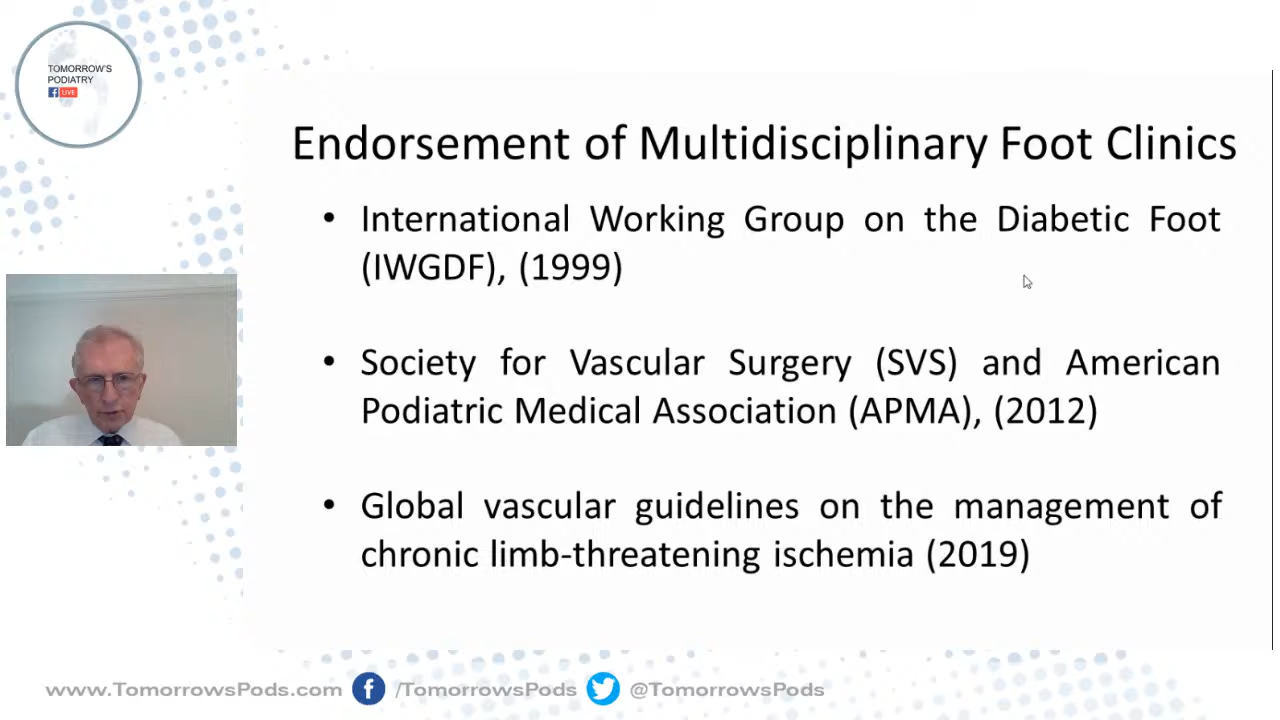 TOMORROW'S
PODIATRY
f LIVE
Endorsement of Multidisciplinary Foot Clinics
• International Working Group on the Diabetic Foot
(IWGDF), (1999)
• Society for Vascular Surgery (SVS) and American
Podiatric Medical Association (APMA), (2012)
• Global vascular guidelines on the management of
chronic limb-threatening ischemia (2019)
www.TomorrowsPods.com f /TomorrowsPods @TomorrowsPods